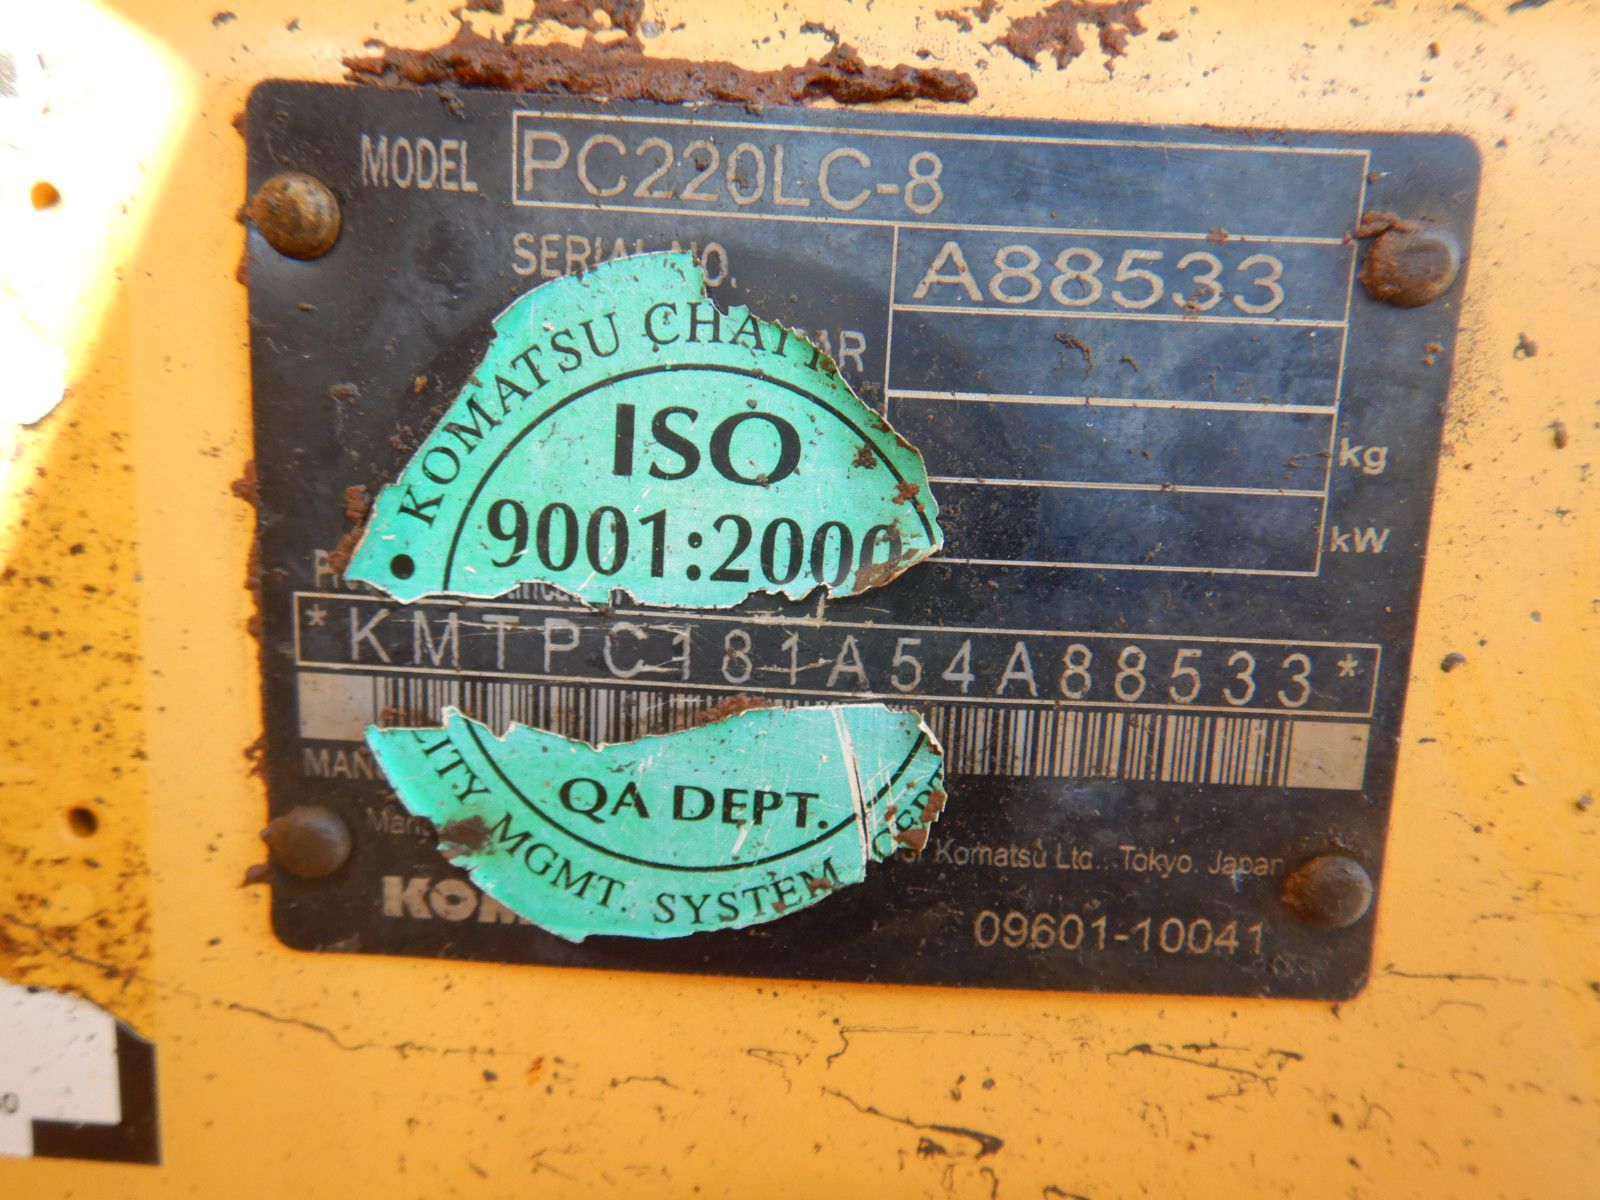 MODEL PC220LC-8
SERIAL NO. A88533
KOMATSU
ISO
9001:2000
kg
kW
*KMTPC181A54A88533*
QA DEPT.
MGMT. SYSTEM
Komatsu Ltd., Tokyo, Japan
09601-10041